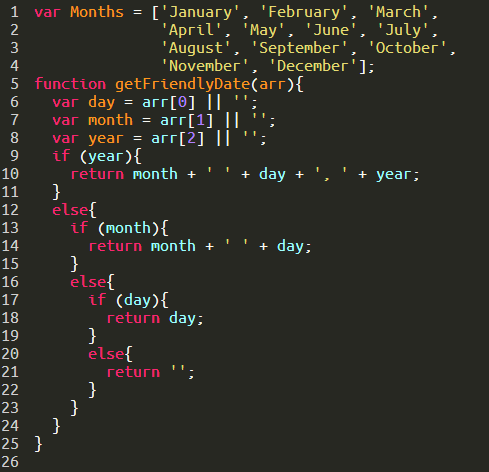 1 var Months = ['January', 'February', 'March',
2               'April', 'May', 'June', 'July',
3               'August', 'September', 'October',
4               'November', 'December'];
5 function getFriendlyDate(arr){
6   var day = arr[0] || '';
7   var month = arr[1] || '';
8   var year = arr[2] || '';
9   if (year){
10     return month + ' ' + day + ', ' + year;
11   }
12   else{
13     if (month){
14       return month + ' ' + day;
15     }
16     else{
17       if (day){
18         return day;
19       }
20       else{
21         return '';
22       }
23     }
24   }
25 }
26